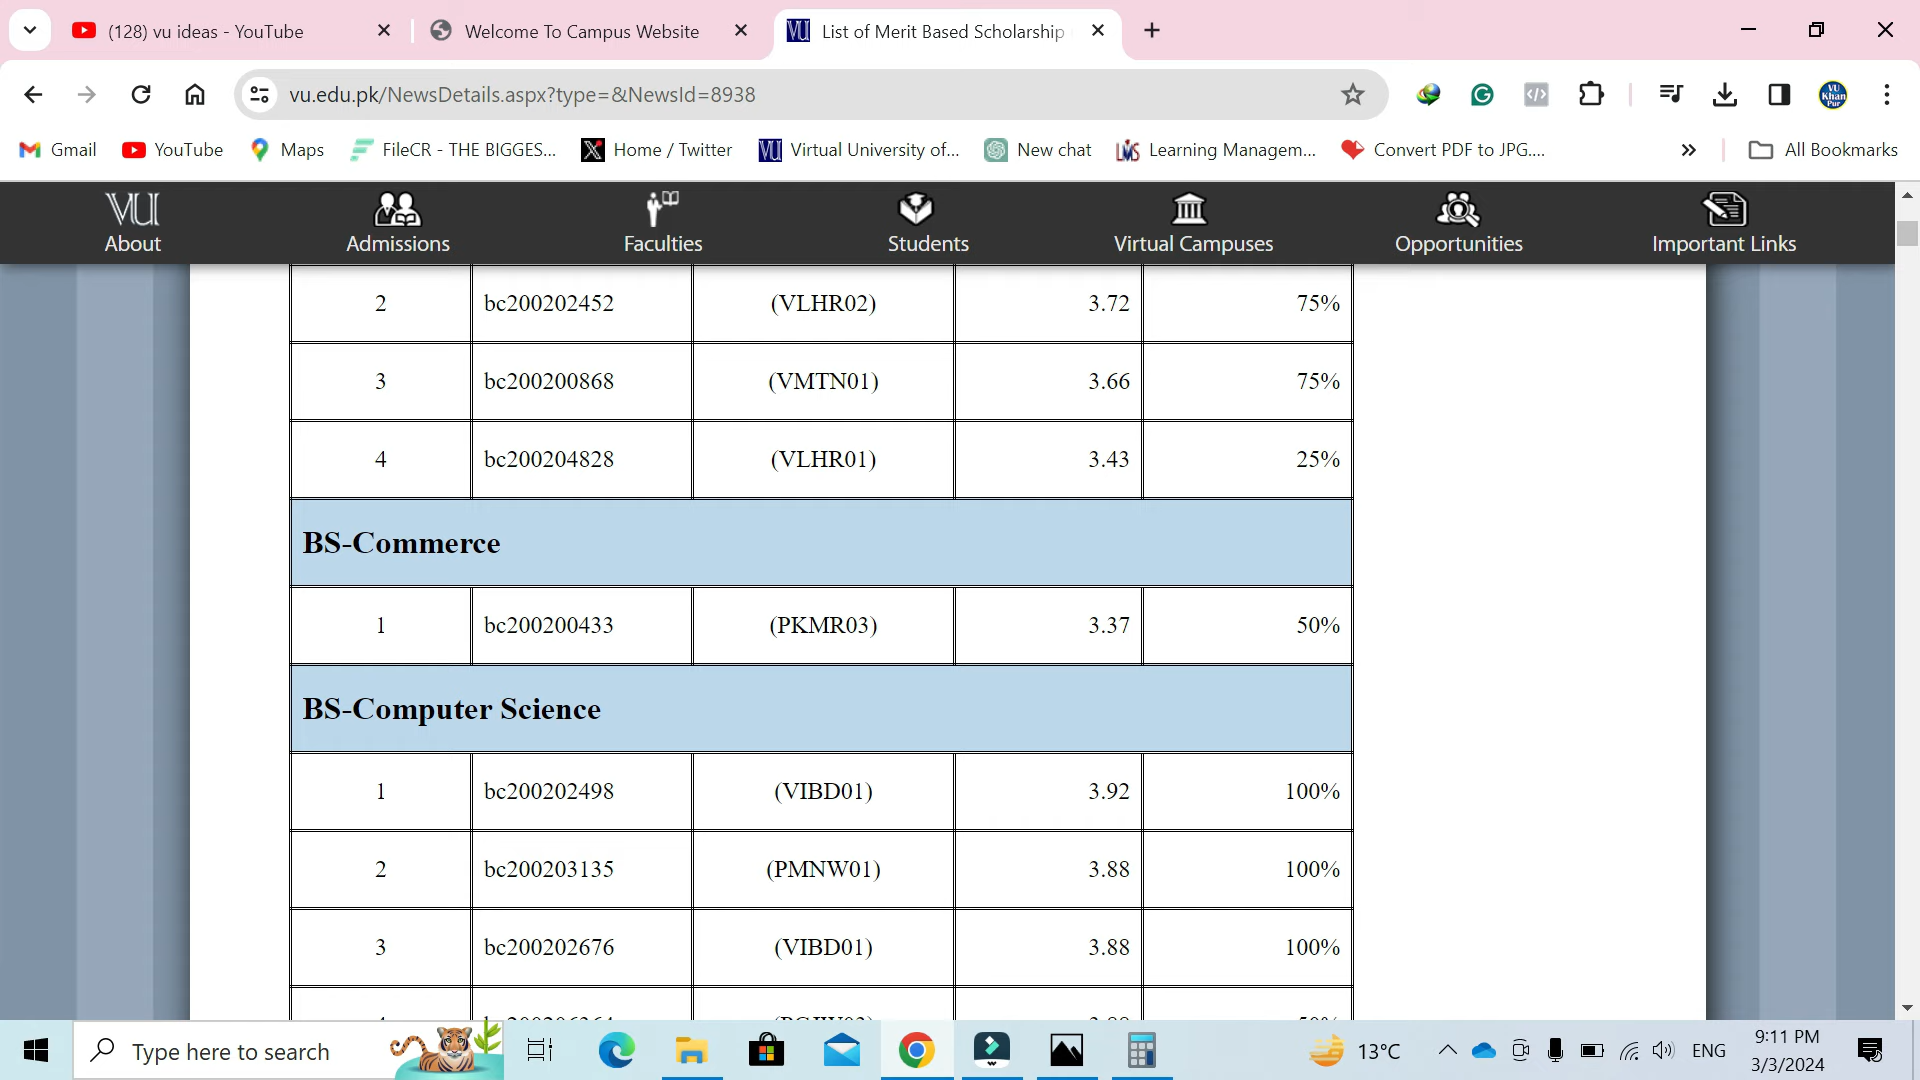 (128) vu ideas - YouTube
Welcome To Campus Website
List of Merit Based Scholarship
vu.edu.pk/NewsDetails.aspx?type=&NewsId=8938
VU Khan Pur
Gmail
YouTube
Maps
FileCR - THE BIGGES...
Home / Twitter
Virtual University of...
New chat
Learning Managem...
Convert PDF to JPG....
All Bookmarks
About
Admissions
Faculties
Students
Virtual Campuses
Opportunities
Important Links
2 bc200202452 (VLHR02) 3.72 75%
3 bc200200868 (VMTN01) 3.66 75%
4 bc200204828 (VLHR01) 3.43 25%
BS-Commerce
1 bc200200433 (PKMR03) 3.37 50%
BS-Computer Science
1 bc200202498 (VIBD01) 3.92 100%
2 bc200203135 (PMNW01) 3.88 100%
3 bc200202676 (VIBD01) 3.88 100%
Type here to search
13°C
ENG
9:11 PM
3/3/2024